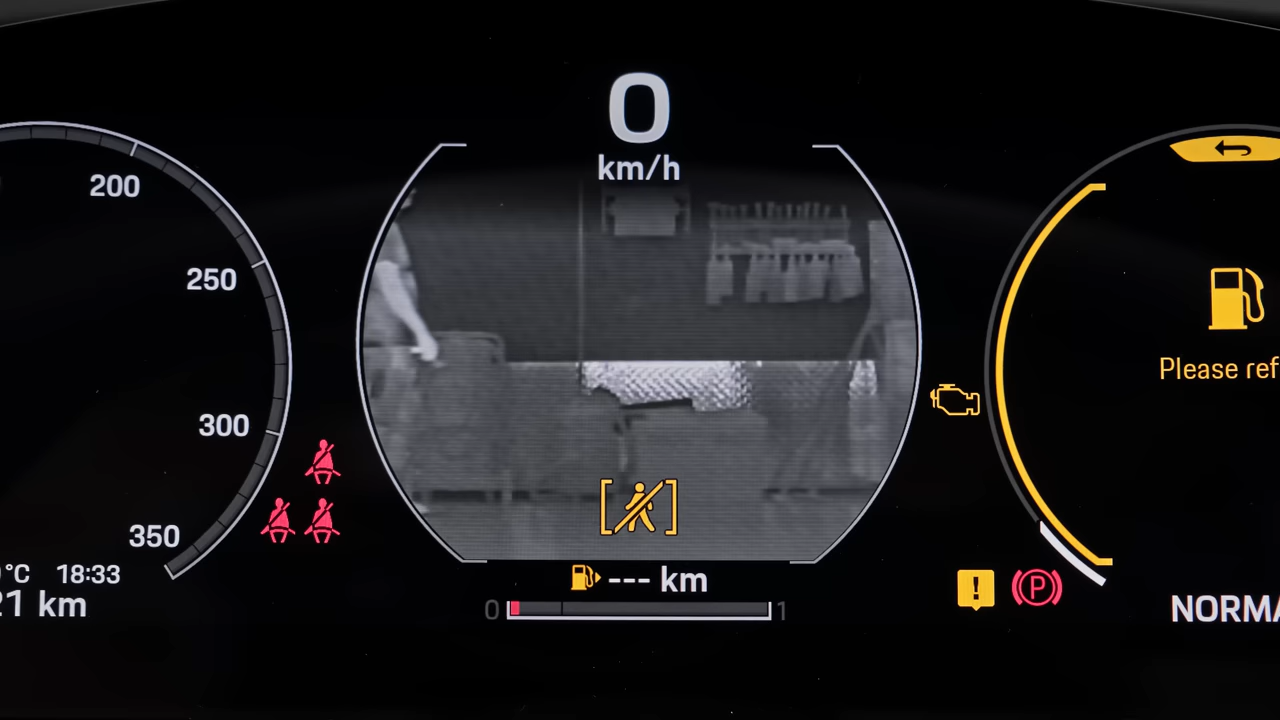 0
km/h
200
250
300
350
°C 18:33
21 km
--- km
0 1
Please ref
!
P
NORMA